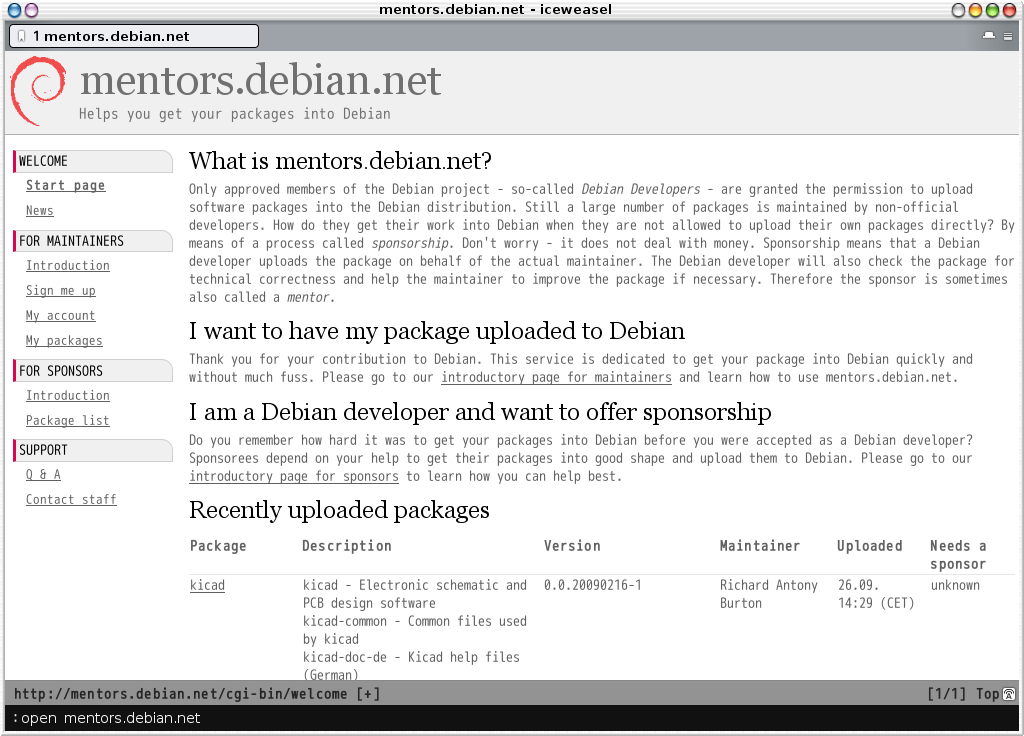 mentors.debian.net - iceweasel
1 mentors.debian.net
mentors.debian.net
Helps you get your packages into Debian
WELCOME
Start page
News
FOR MAINTAINERS
Introduction
Sign me up
My account
My packages
FOR SPONSORS
Introduction
Package list
SUPPORT
Q & A
Contact staff
What is mentors.debian.net?
Only approved members of the Debian project - so-called Debian Developers - are granted the permission to upload
software packages into the Debian distribution. Still a large number of packages is maintained by non-official
developers. How do they get their work into Debian when they are not allowed to upload their own packages directly? By
means of a process called sponsorship. Don't worry - it does not deal with money. Sponsorship means that a Debian
developer uploads the package on behalf of the actual maintainer. The Debian developer will also check the package for
technical correctness and help the maintainer to improve the package if necessary. Therefore the sponsor is sometimes
also called a mentor.
I want to have my package uploaded to Debian
Thank you for your contribution to Debian. This service is dedicated to get your package into Debian quickly and
without much fuss. Please go to our introductory page for maintainers and learn how to use mentors.debian.net.
I am a Debian developer and want to offer sponsorship
Do you remember how hard it was to get your packages into Debian before you were accepted as a Debian developer?
Sponsorees depend on your help to get their packages into good shape and upload them to Debian. Please go to our
introductory page for sponsors to learn how you can help best.
Recently uploaded packages
Package Description Version Maintainer Uploaded Needs a
sponsor
kicad kicad - Electronic schematic and 0.0.20090216-1 Richard Antony 26.09. unknown
PCB design software Burton 14:29 (CET)
kicad-common - Common files used
by kicad
kicad-doc-de - Kicad help files
(German)
http://mentors.debian.net/cgi-bin/welcome [+] [1/1] Top
:open mentors.debian.net